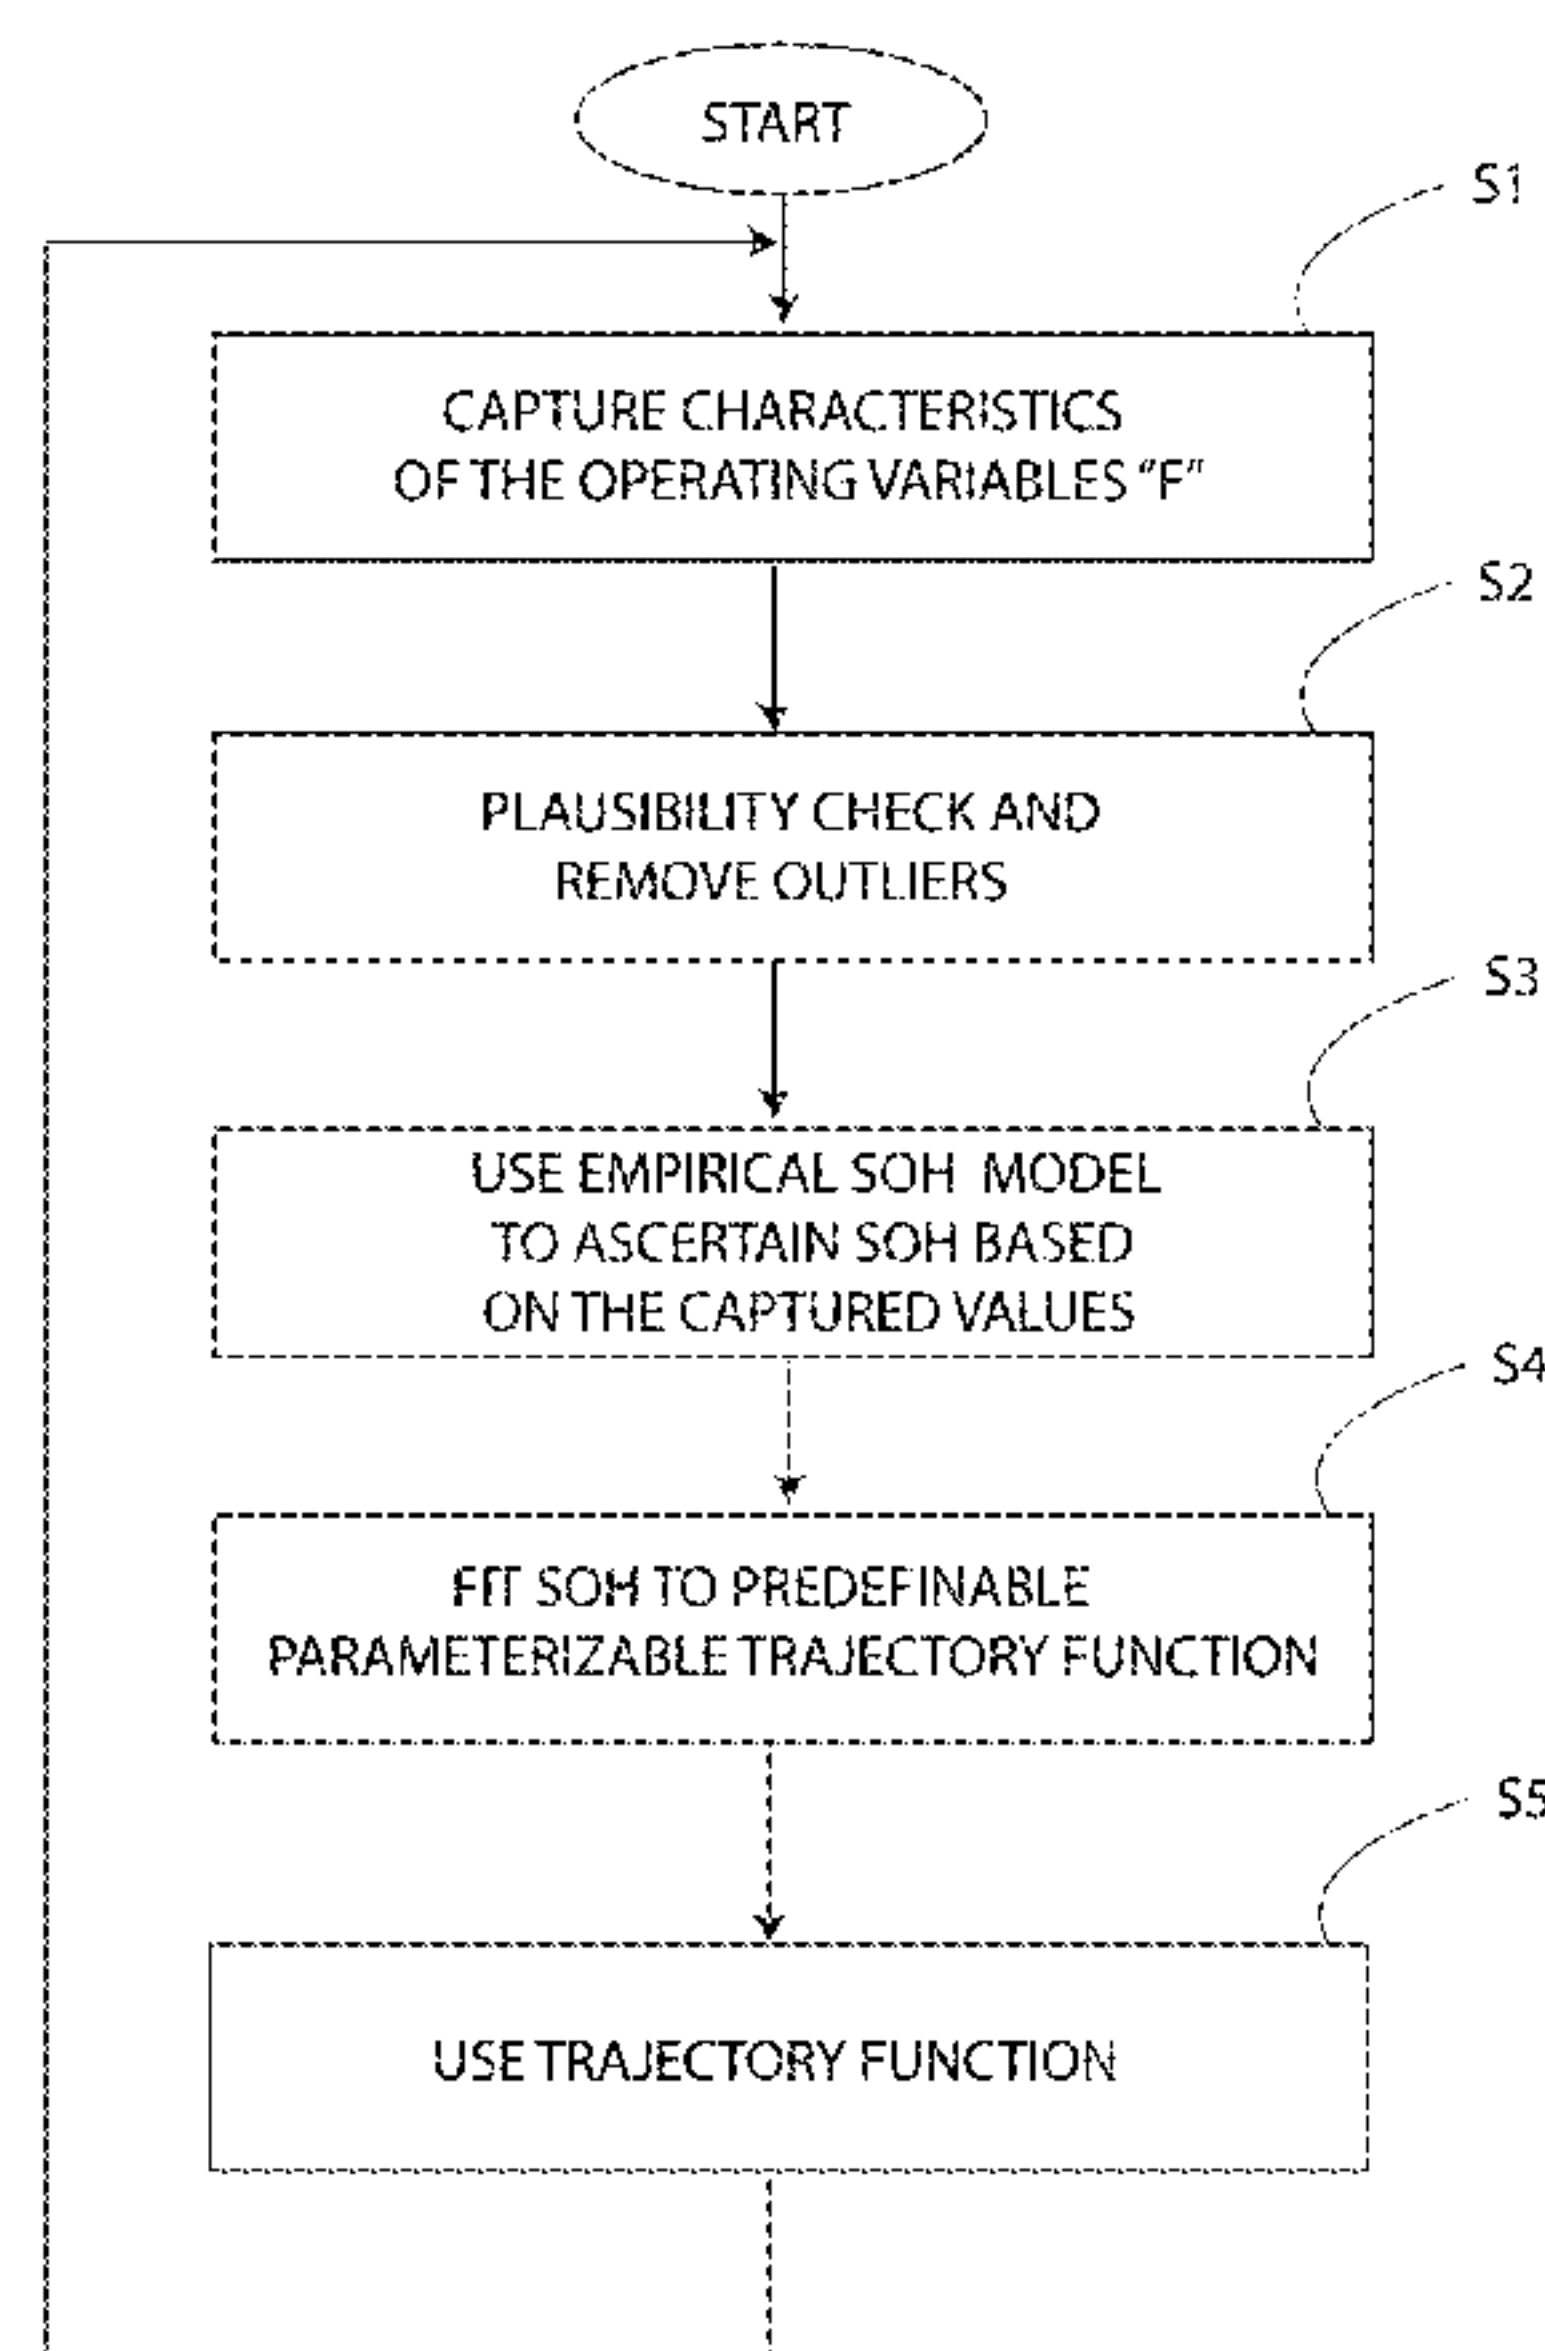 START
S1
CAPTURE CHARACTERISTICS
OF THE OPERATING VARIABLES "F"
S2
PLAUSIBILITY CHECK AND
REMOVE OUTLIERS
S3
USE EMPIRICAL SOH MODEL
TO ASCERTAIN SOH BASED
ON THE CAPTURED VALUES
S4
FIT SOH TO PREDEFINABLE
PARAMETERIZABLE TRAJECTORY FUNCTION
S5
USE TRAJECTORY FUNCTION